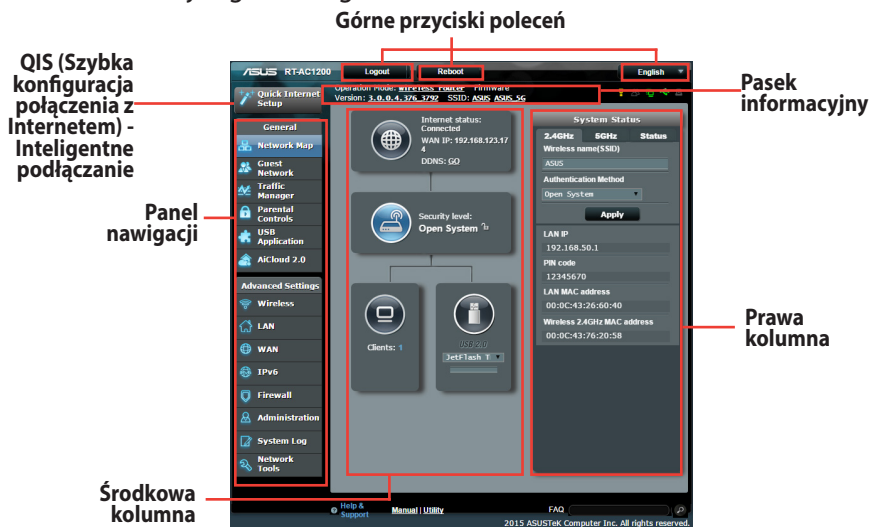 Górne przyciski poleceń
QIS (Szybka
konfiguracja
połączenia z
Internetem) -
Inteligentne
podłączanie
Panel
nawigacji
Pasek
informacyjny
Prawa
kolumna
Środkowa
kolumna
ASUS RT-AC1200
Logout
Reboot
English
Quick Internet
Setup
Operation Mode: Wireless router Firmware
Version: 3.0.0.4.376_3792 SSID: ASUS ASUS_5G
General
Network Map
Guest
Network
Traffic
Manager
Parental
Controls
USB
Application
AiCloud 2.0
Advanced Settings
Wireless
LAN
WAN
IPv6
Firewall
Administration
System Log
Network
Tools
Internet status:
Connected
WAN IP: 192.168.123.17
4
DDNS: GO
Security level:
Open System
Clients: 1
USB 2.0
JetFlash T
System Status
2.4GHz 5GHz Status
Wireless name(SSID)
ASUS
Authentication Method
Open System
Apply
LAN IP
192.168.50.1
PIN code
12345670
LAN MAC address
00:0C:43:26:60:40
Wireless 2.4GHz MAC address
00:0C:43:76:20:58
Help &
Support
Manual | Utility
FAQ
2015 ASUSTeK Computer Inc. All rights reserved.